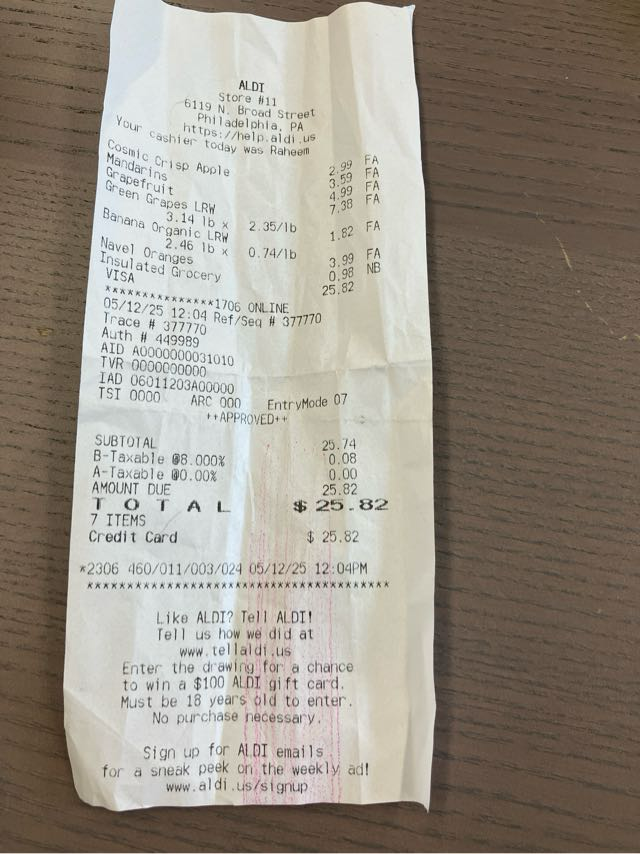 ALDI
Store #11
6119 N. Broad Street
Philadelphia, PA
https://help.aldi.us
Your cashier today was Raheem
Cosmic Crisp Apple 2.99 FA
Mandarins 3.59 FA
Grapefruit 4.99 FA
Green Grapes LRW 7.38 FA
3.14 lb x 2.35/lb
Banana Organic LRW 1.82 FA
2.46 lb x 0.74/lb
Navel Oranges 3.99 FA
Insulated Grocery 0.98 NB
VISA 25.82
***************1706 ONLINE
05/12/25 12:04 Ref/Seq # 377770
Trace # 377770
Auth # 449989
AID A0000000031010
TVR 0000000000
IAD 06011203A00000
TSI 0000 ARC 000 EntryMode 07
++APPROVED++
SUBTOTAL 25.74
B-Taxable @8.000% 0.08
A-Taxable @0.00% 0.00
AMOUNT DUE 25.82
TOTAL $ 25.82
7 ITEMS
Credit Card $ 25.82
*2306 460/011/003/024 05/12/25 12:04PM
****************************************
Like ALDI? Tell ALDI!
Tell us how we did at
www.tellaldi.us
Enter the drawing for a chance
to win a $100 ALDI gift card.
Must be 18 years old to enter.
No purchase necessary.
Sign up for ALDI emails
for a sneak peek on the weekly ad!
www.aldi.us/signup